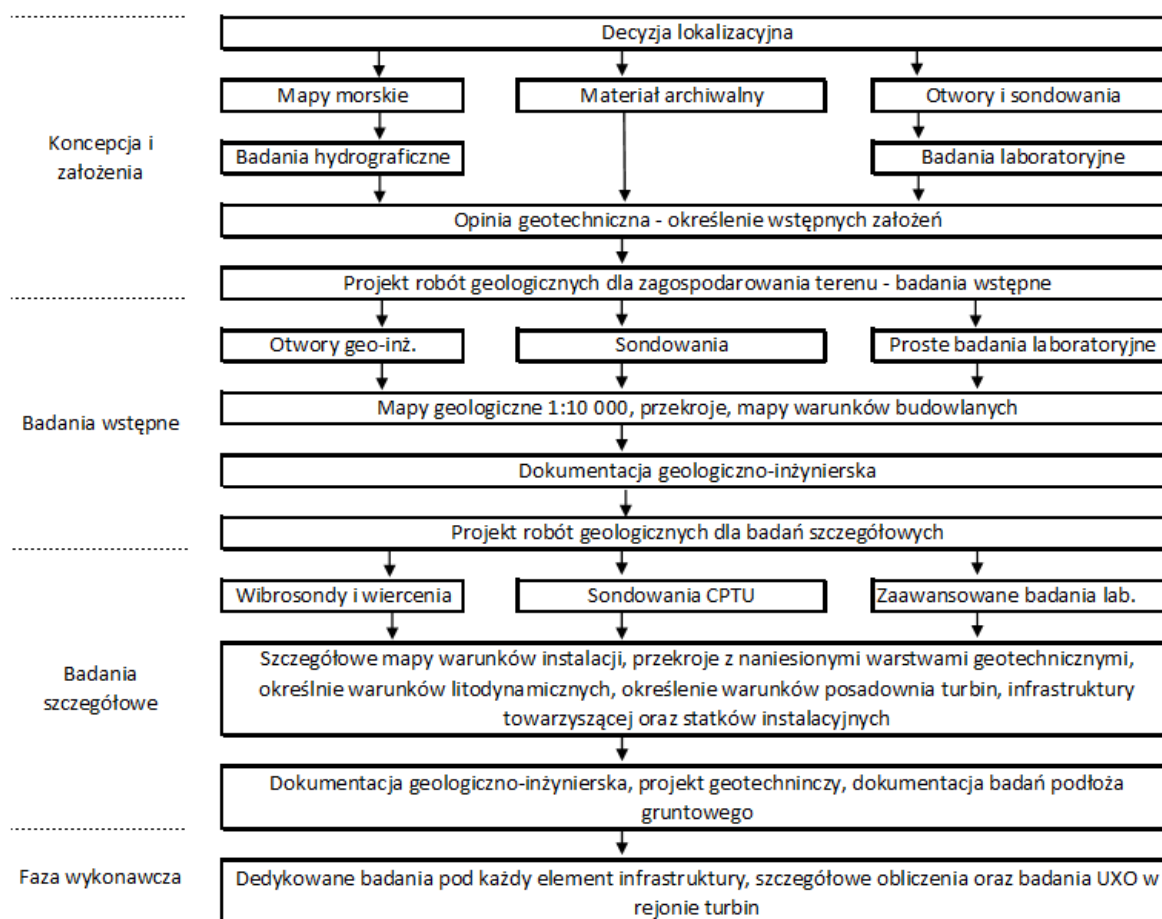 Decyzja lokalizacyjna
Mapy morskie
Materiał archiwalny
Otwory i sondowania
Koncepcja i
założenia
Badania hydrograficzne
Badania laboratoryjne
Opinia geotechniczna - określenie wstępnych założeń
Projekt robót geologicznych dla zagospodarowania terenu - badania wstępne
Otwory geo-inż.
Sondowania
Proste badania laboratoryjne
Badania wstępne
Mapy geologiczne 1:10 000, przekroje, mapy warunków budowlanych
Dokumentacja geologiczno-inżynierska
Projekt robót geologicznych dla badań szczegółowych
Wibrosondy i wiercenia
Sondowania CPTU
Zaawansowane badania lab.
Badania
szczegółowe
Szczegółowe mapy warunków instalacji, przekroje z naniesionymi warstwami geotechnicznymi,
określnie warunków litodynamicznych, określenie warunków posadownia turbin, infrastruktury
towarzyszącej oraz statków instalacyjnych
Dokumentacja geologiczno-inżynierska, projekt geotechninczy, dokumentacja badań podłoża
gruntowego
Faza wykonawcza
Dedykowane badania pod każdy element infrastruktury, szczegółowe obliczenia oraz badania UXO w
rejonie turbin